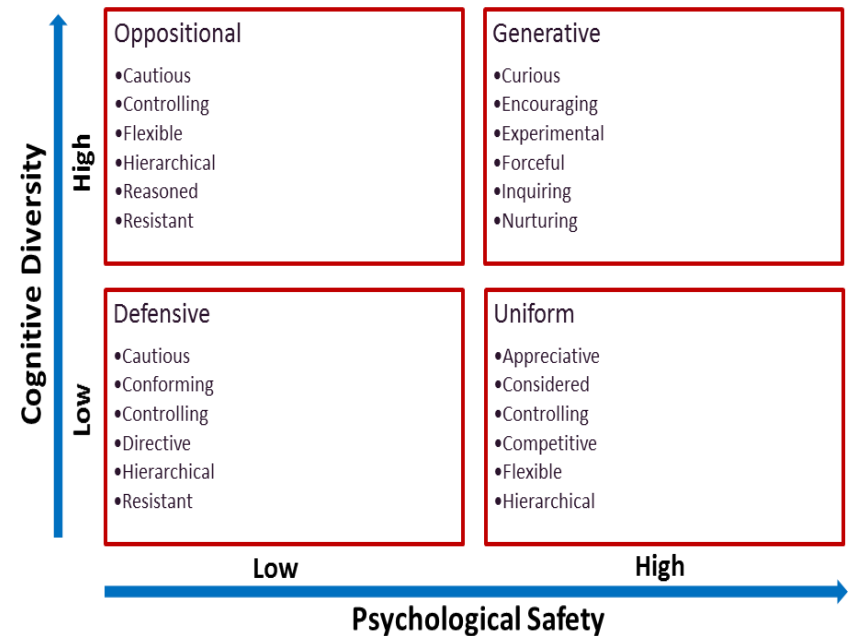 Oppositional
•Cautious
•Controlling
•Flexible
•Hierarchical
•Reasoned
•Resistant
Generative
•Curious
•Encouraging
•Experimental
•Forceful
•Inquiring
•Nurturing
Cognitive Diversity
High
Low
Defensive
•Cautious
•Conforming
•Controlling
•Directive
•Hierarchical
•Resistant
Uniform
•Appreciative
•Considered
•Controlling
•Competitive
•Flexible
•Hierarchical
Low
High
Psychological Safety